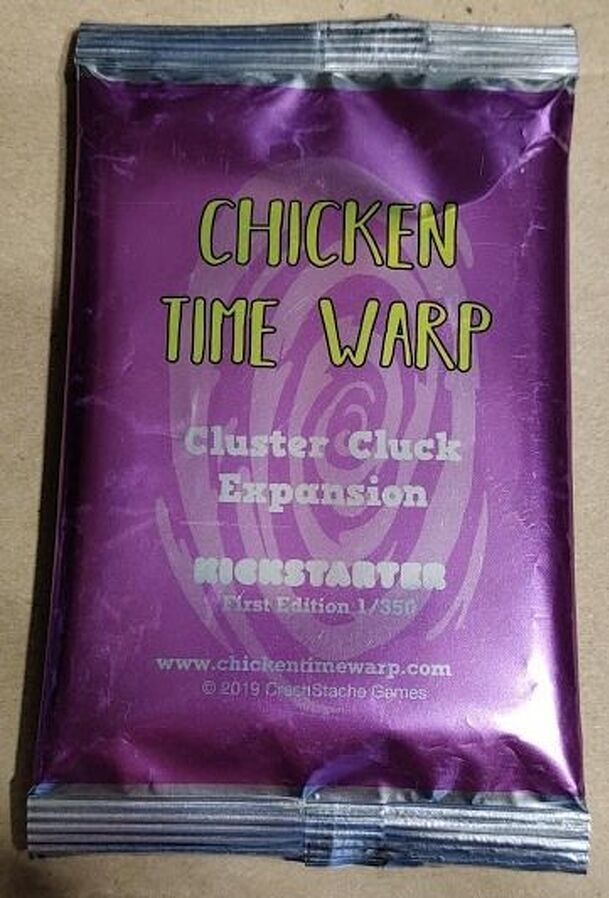 CHICKEN
TIME WARP
Cluster Cluck
Expansion
KICKSTARTER
First Edition 1/350
www.chickentimewarp.com
© 2019 CrashStache Games